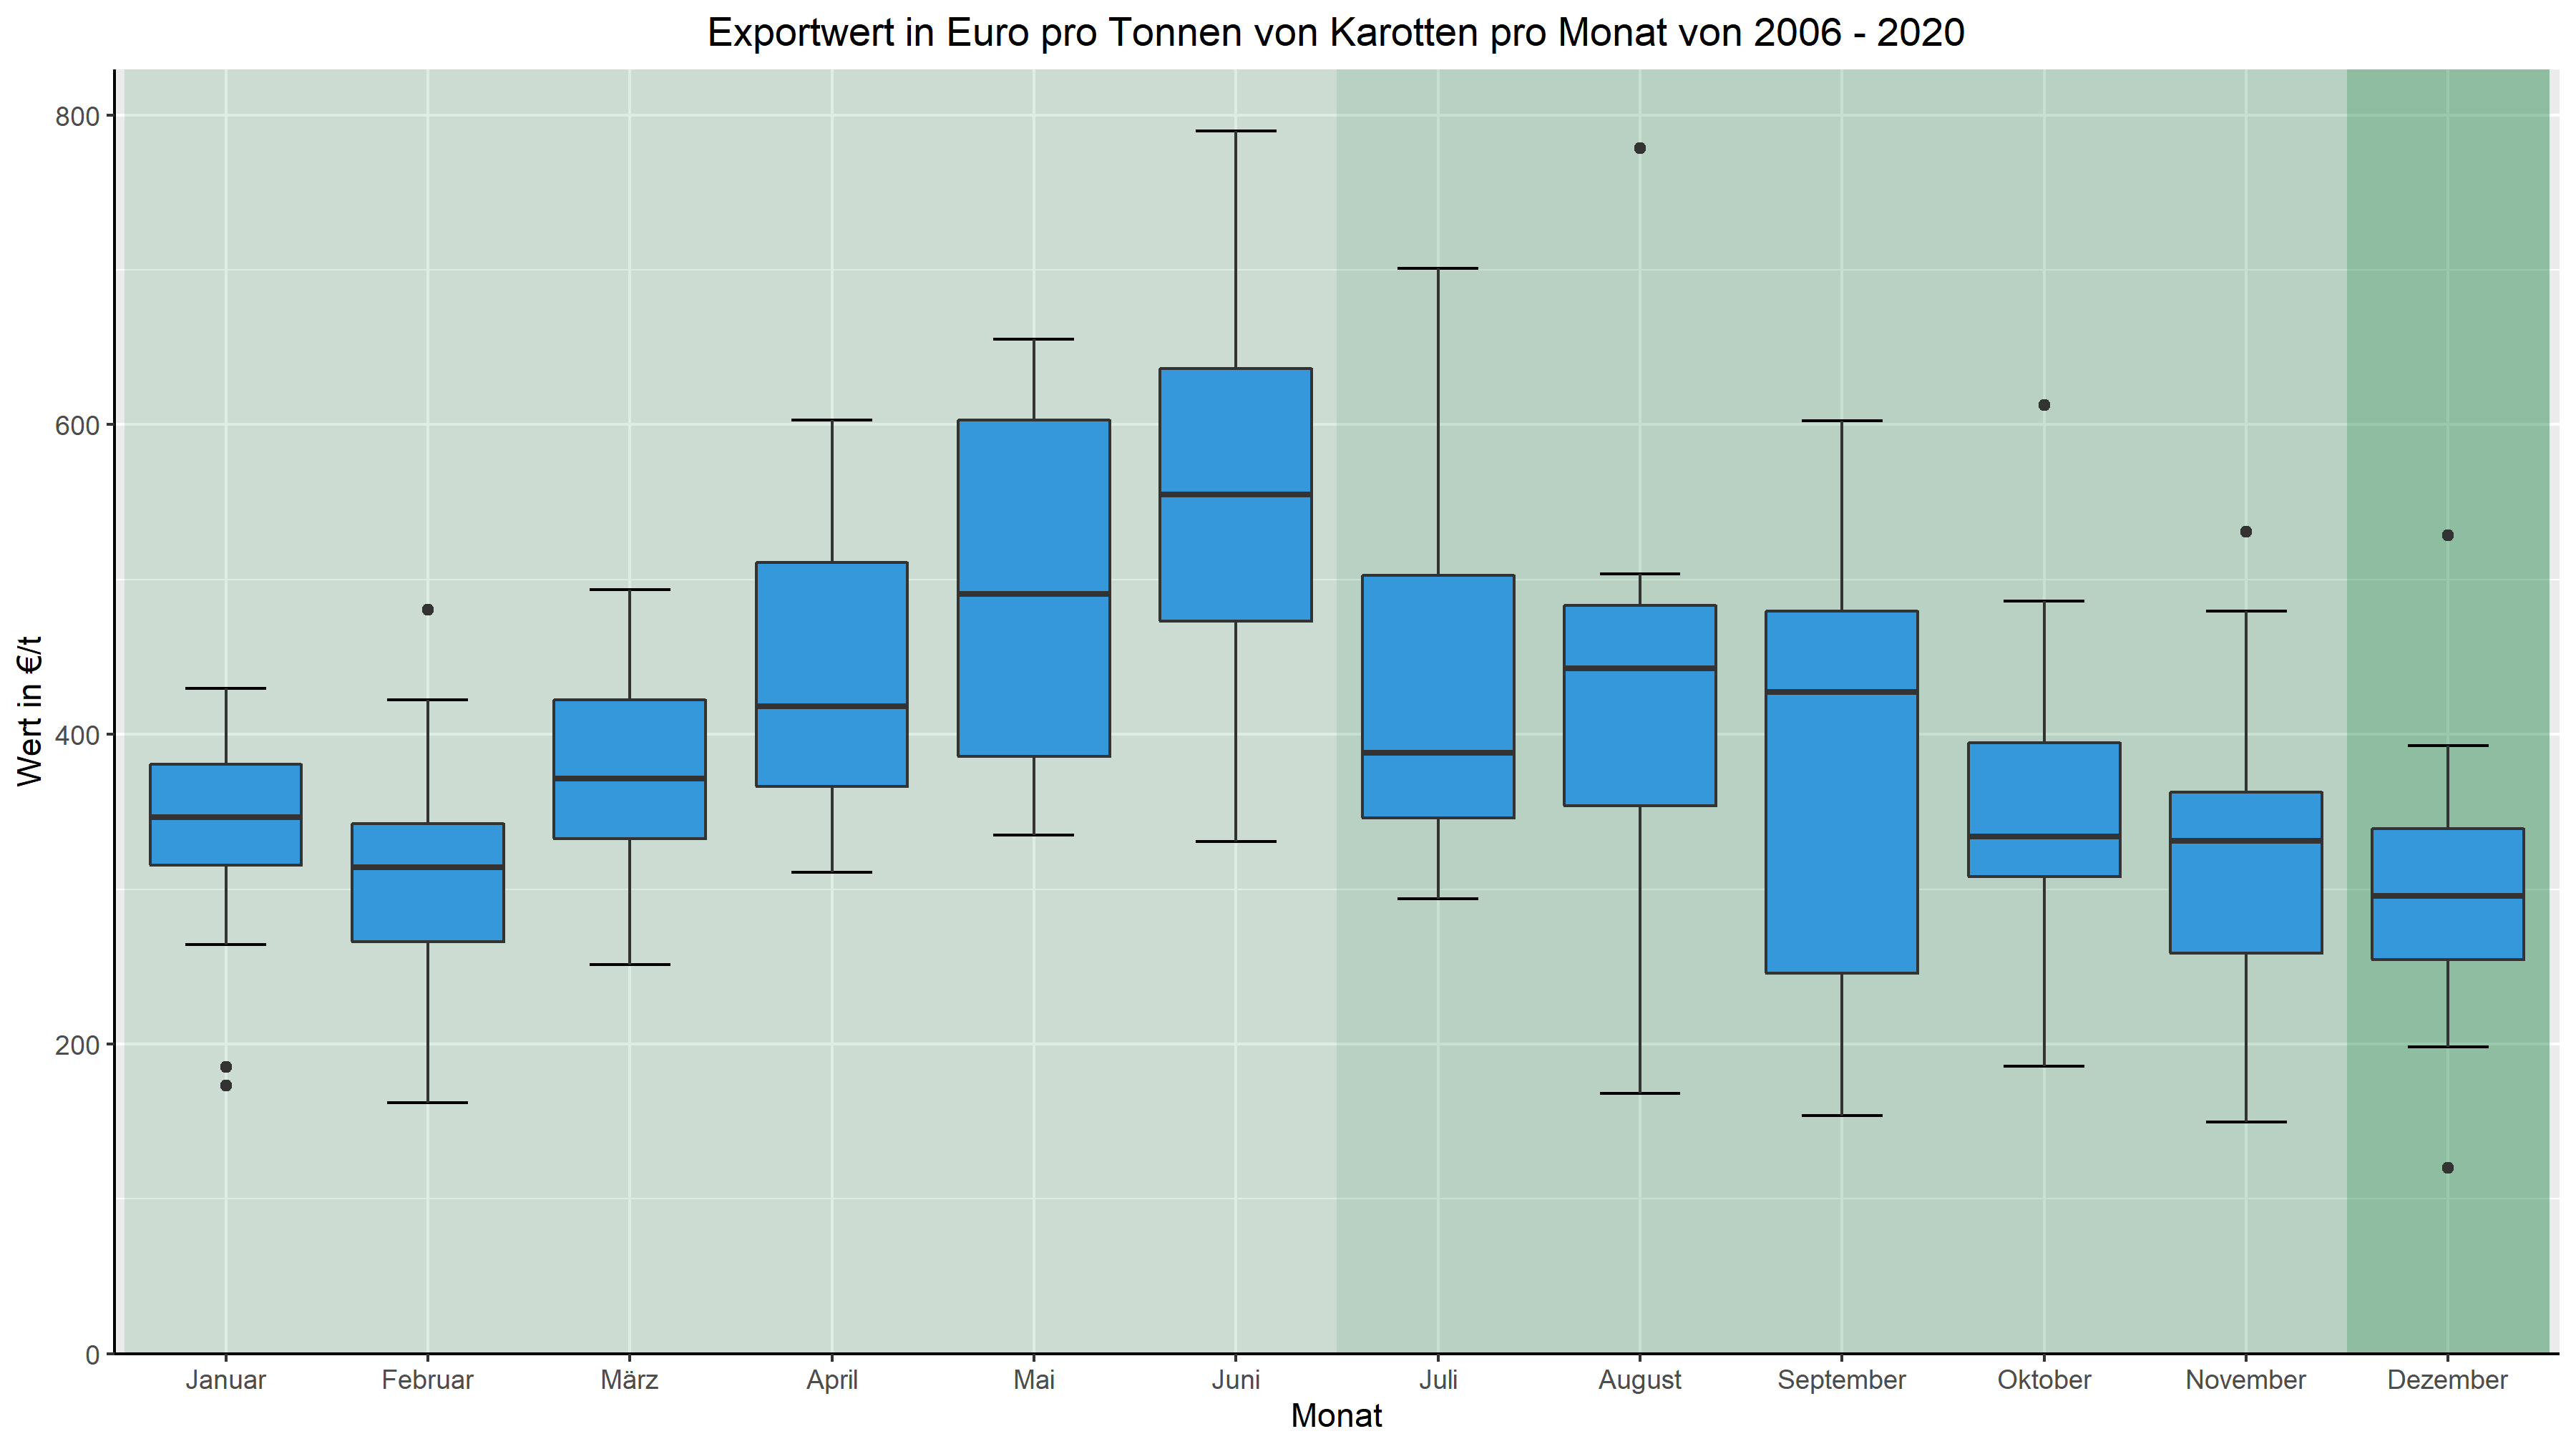 Exportwert in Euro pro Tonnen von Karotten pro Monat von 2006 - 2020
Wert in €/t
800
600
400
200
0
Januar Februar März April Mai Juni Juli August September Oktober November Dezember
Monat